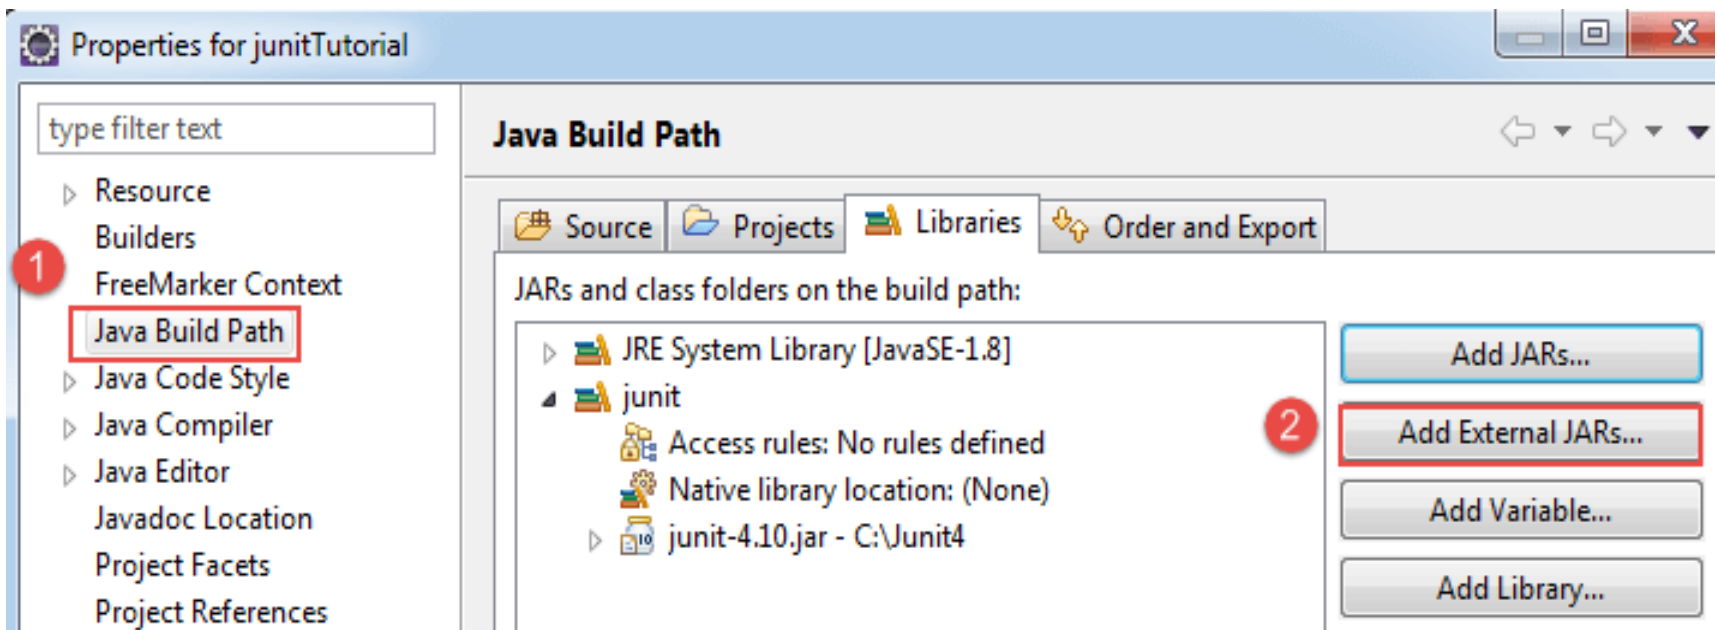 Properties for junitTutorial
type filter text
Resource
Builders
1
FreeMarker Context
Java Build Path
Java Code Style
Java Compiler
Java Editor
Javadoc Location
Project Facets
Project References
Java Build Path
Source Projects Libraries Order and Export
JARs and class folders on the build path:
JRE System Library [JavaSE-1.8]
junit
Access rules: No rules defined
Native library location: (None)
junit-4.10.jar - C:\Junit4
Add JARs...
2
Add External JARs...
Add Variable...
Add Library...